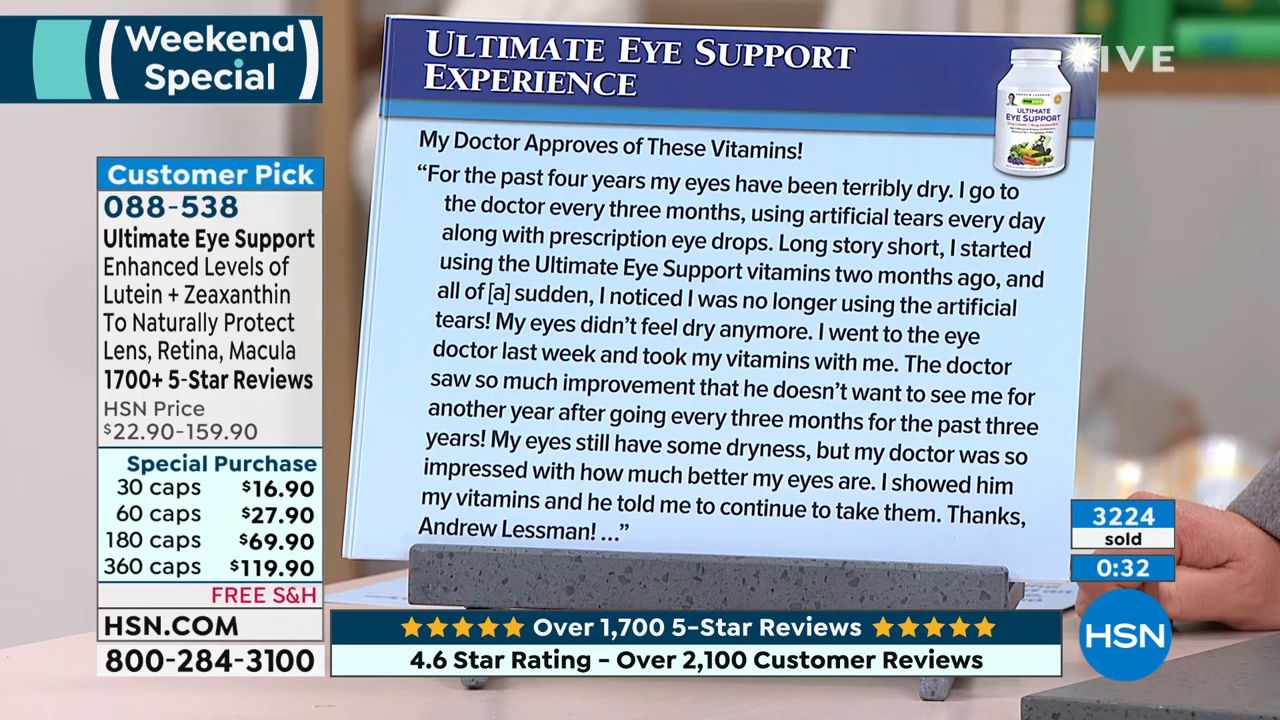 Weekend
Special
Customer Pick
088-538
Ultimate Eye Support
Enhanced Levels of
Lutein + Zeaxanthin
To Naturally Protect
Lens, Retina, Macula
1700+ 5-Star Reviews
HSN Price
$22.90-159.90
Special Purchase
30 caps $16.90
60 caps $27.90
180 caps $69.90
360 caps $119.90
FREE S&H
HSN.COM
800-284-3100
ULTIMATE EYE SUPPORT
EXPERIENCE
My Doctor Approves of These Vitamins!
“For the past four years my eyes have been terribly dry. I go to
the doctor every three months, using artificial tears every day
along with prescription eye drops. Long story short, I started
using the Ultimate Eye Support vitamins two months ago, and
all of [a] sudden, I noticed I was no longer using the artificial
tears! My eyes didn’t feel dry anymore. I went to the eye
doctor last week and took my vitamins with me. The doctor
saw so much improvement that he doesn’t want to see me for
another year after going every three months for the past three
years! My eyes still have some dryness, but my doctor was so
impressed with how much better my eyes are. I showed him
my vitamins and he told me to continue to take them. Thanks,
Andrew Lessman! ...”
ULTIMATE
EYE SUPPORT
LIVE
3224
sold
0:32
HSN
Over 1,700 5-Star Reviews
4.6 Star Rating – Over 2,100 Customer Reviews